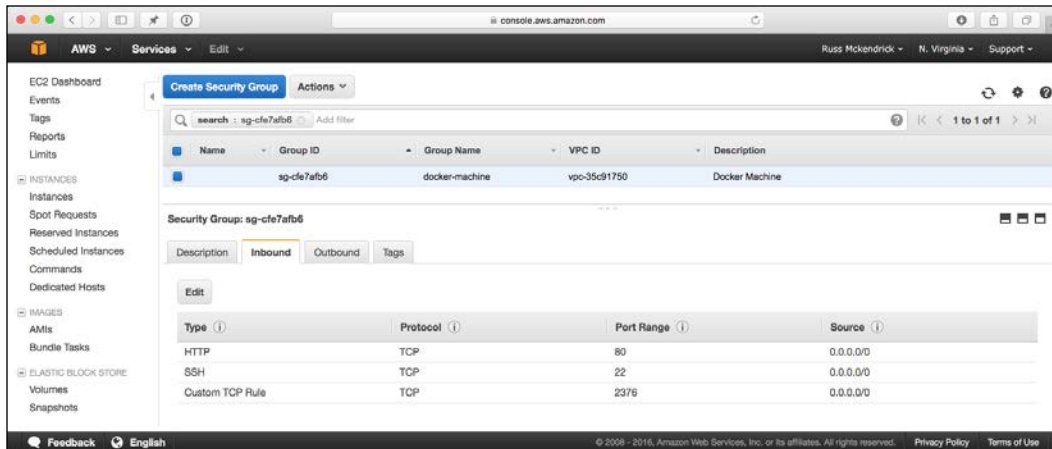 console.aws.amazon.com
AWS Services Edit Russ Mckendrick N. Virginia Support
EC2 Dashboard
Events
Tags
Reports
Limits
INSTANCES
Instances
Spot Requests
Reserved Instances
Scheduled Instances
Commands
Dedicated Hosts
IMAGES
AMIs
Bundle Tasks
ELASTIC BLOCK STORE
Volumes
Snapshots
Create Security Group Actions
search : sg-cfe7afb6 Add filter 1 to 1 of 1
Name Group ID Group Name VPC ID Description
sg-cfe7afb6 docker-machine vpc-35c91750 Docker Machine
Security Group: sg-cfe7afb6
Description Inbound Outbound Tags
Edit
Type Protocol Port Range Source
HTTP TCP 80 0.0.0.0/0
SSH TCP 22 0.0.0.0/0
Custom TCP Rule TCP 2376 0.0.0.0/0
Feedback English © 2008 - 2016, Amazon Web Services, Inc. or its affiliates. All rights reserved. Privacy Policy Terms of Use